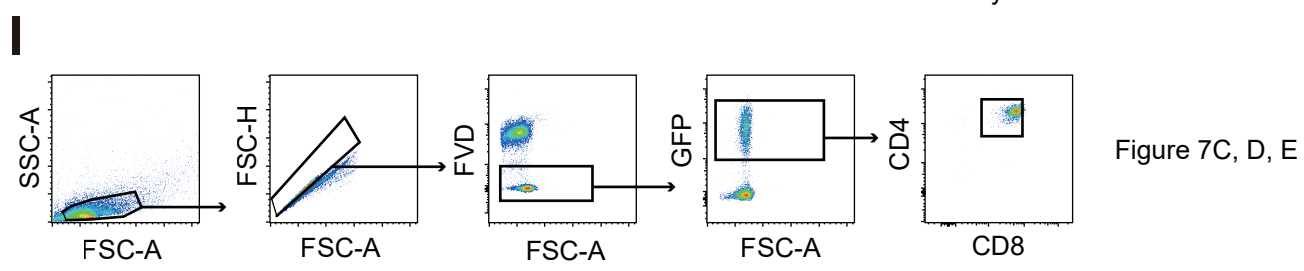 I
SSC-A
FSC-A
FSC-H
FSC-A
FVD
FSC-A
GFP
FSC-A
CD4
CD8
Figure 7C, D, E